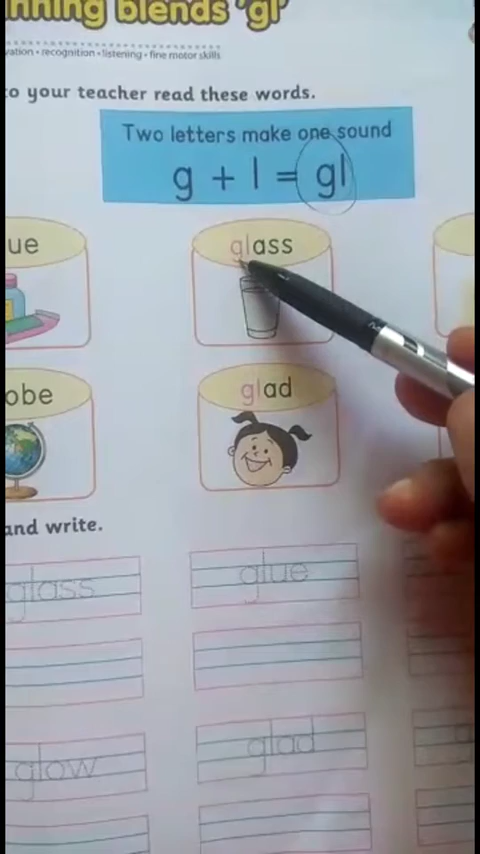 nning blends 'gl'
vation • recognition • listening • fine motor skills
o your teacher read these words.
Two letters make one sound
g + l = gl
ue
glass
obe
glad
and write.
glass
glue
glow
glad